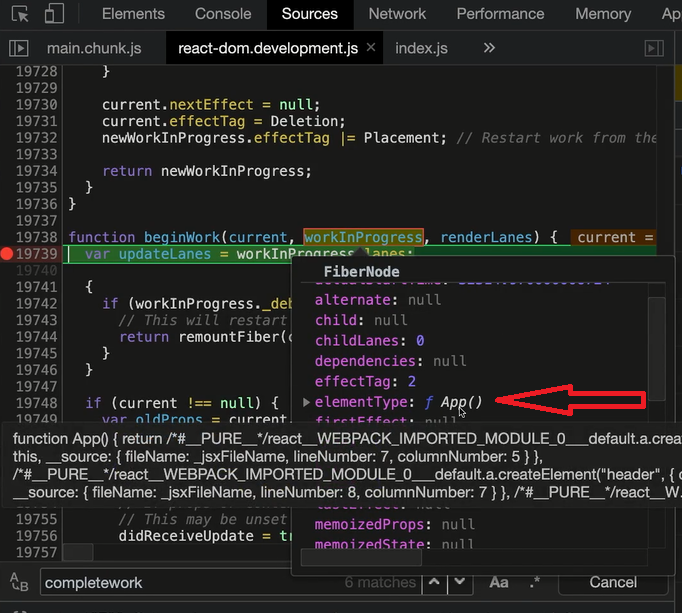 Elements Console Sources Network Performance Memory Ap
main.chunk.js react-dom.development.js × index.js »
19728 }
19729
19730 current.nextEffect = null;
19731 current.effectTag = Deletion;
19732 newWorkInProgress.effectTag |= Placement; // Restart work from the
19733
19734 return newWorkInProgress;
19735 }
19736 }
19737
19738 function beginWork(current, workInProgress, renderLanes) { current =
19739 var updateLanes = workInProgress.lanes;
19740
FiberNode
19741 {
alternate: null
19742 if (workInProgress._deb
child: null
19743 // This will restart
childLanes: 0
19744 return remountFiber(c
19745 }
dependencies: null
19746 }
effectTag: 2
19747
elementType: ƒ App()
19748 if (current !== null) {
firstEffect: null
19749 var oldProps = current.
function App() { return /*#__PURE__*/react__WEBPACK_IMPORTED_MODULE_0___default.a.crea
this, __source: { fileName: _jsxFileName, lineNumber: 7, columnNumber: 5 } },
/*#__PURE__*/react__WEBPACK_IMPORTED_MODULE_0___default.a.createElement("header", { c
__source: { fileName: _jsxFileName, lineNumber: 8, columnNumber: 7 } }, /*#__PURE__*/react__W...
lastEffect: null
19755 // This may be unset
memoizedProps: null
19756 didReceiveUpdate = tr
memoizedState: null
19757
A B completework 6 matches Aa .* Cancel